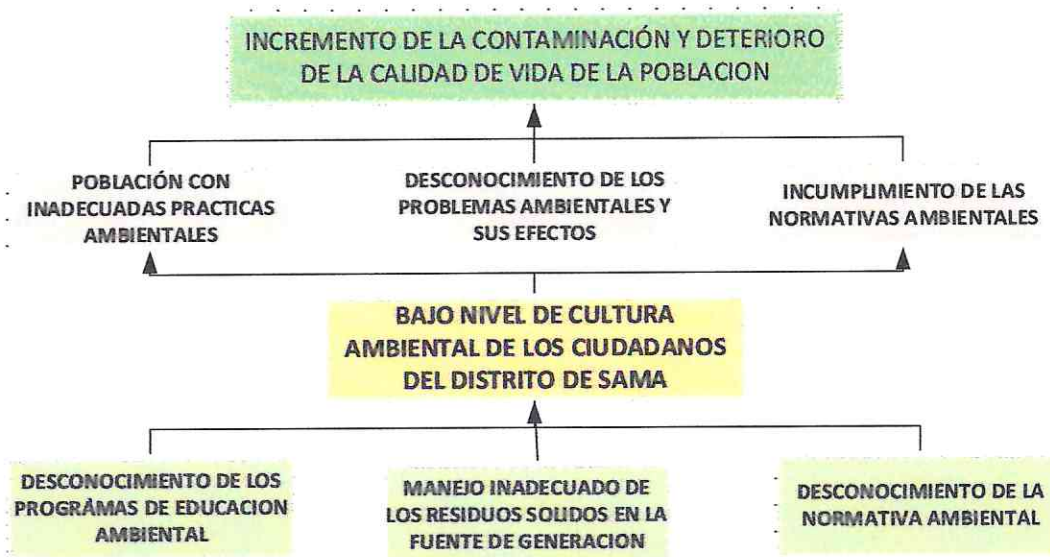 INCREMENTO DE LA CONTAMINACIÓN Y DETERIORO
DE LA CALIDAD DE VIDA DE LA POBLACION
POBLACIÓN CON
INADECUADAS PRACTICAS
AMBIENTALES
DESCONOCIMIENTO DE LOS
PROBLEMAS AMBIENTALES Y
SUS EFECTOS
INCUMPLIMIENTO DE LAS
NORMATIVAS AMBIENTALES
BAJO NIVEL DE CULTURA
AMBIENTAL DE LOS CIUDADANOS
DEL DISTRITO DE SAMA
DESCONOCIMIENTO DE LOS
PROGRAMAS DE EDUCACION
AMBIENTAL
MANEJO INADECUADO DE
LOS RESIDUOS SOLIDOS EN LA
FUENTE DE GENERACION
DESCONOCIMIENTO DE LA
NORMATIVA AMBIENTAL